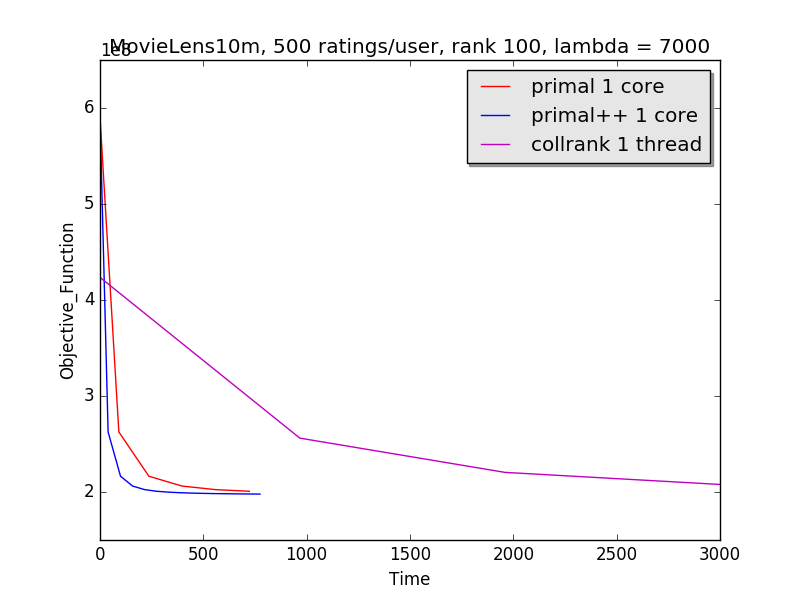 MovieLens10m, 500 ratings/user, rank 100, lambda = 7000
1e8
primal 1 core
primal++ 1 core
collrank 1 thread
6
5
4
3
2
Objective_Function
0 500 1000 1500 2000 2500 3000
Time